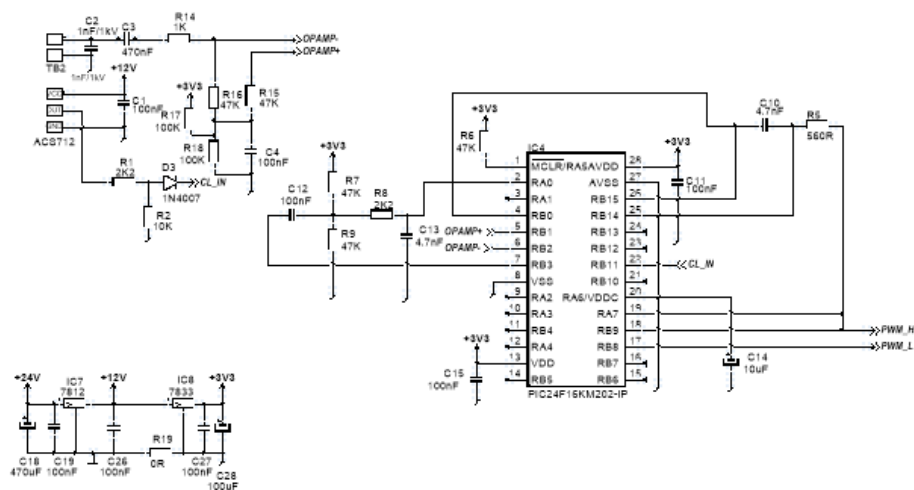 C2
1nF/1kV
C3
470nF
R14
1K
OPAMP-
OPAMP+
TB2
1nF/1kV
+12V
VCC
OUT
GND
ACS712
C1
100nF
+3V3
R17
100K
R16
47K
R15
47K
R18
100K
C4
100nF
R1
2K2
D3
1N4007
CL_IN
R2
10K
+3V3
C12
100nF
R7
47K
R8
2K2
R9
47K
C13
4.7nF
+3V3
R6
47K
IC4
1 MCLR/RA5 AVDD 28
2 RA0 AVSS 27
3 RA1 RB15 26
4 RB0 RB14 25
5 RB1 RB13 24
6 RB2 RB12 23
7 RB3 RB11 22
8 VSS RB10 21
9 RA2 RA6/VDDC 20
10 RA3 RA7 19
11 RB4 RB9 18
12 RA4 RB8 17
13 VDD RB7 16
14 RB5 RB6 15
PIC24F16KM202-IP
OPAMP+
OPAMP-
+3V3
C11
100nF
C10
4.7nF
R5
560R
CL_IN
PWM_H
PWM_L
C14
10uF
+3V3
C15
100nF
+24V
IC7
7812
+12V
IC8
7833
+3V3
R19
0R
C18
470uF
C19
100nF
C26
100nF
C27
100nF
C28
100uF